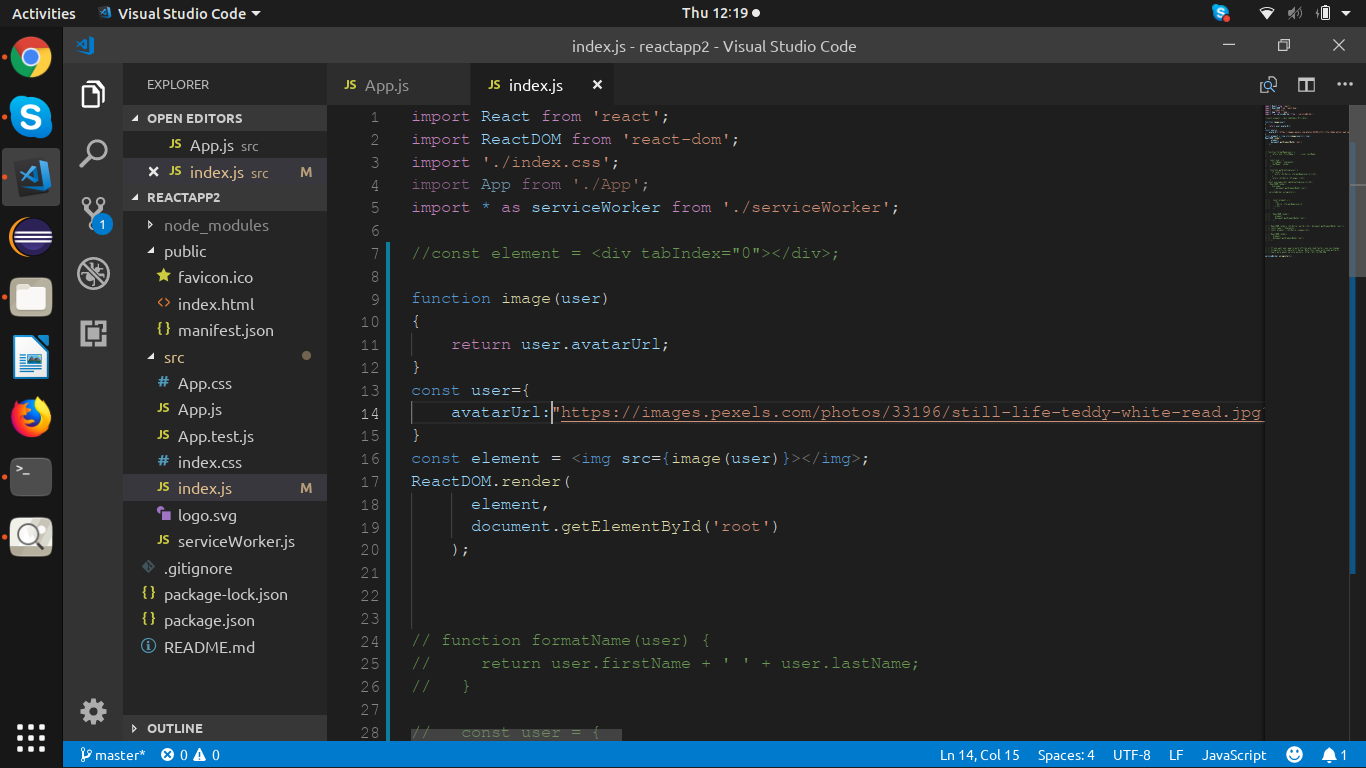 Activities
Visual Studio Code
Thu 12:19
index.js - reactapp2 - Visual Studio Code
EXPLORER
OPEN EDITORS
JS App.js src
JS index.js src M
REACTAPP2
node_modules
public
favicon.ico
<> index.html
{} manifest.json
src
# App.css
JS App.js
JS App.test.js
# index.css
JS index.js M
logo.svg
JS serviceWorker.js
.gitignore
{} package-lock.json
{} package.json
README.md
OUTLINE
1
JS App.js
JS index.js
1 import React from 'react';
2 import ReactDOM from 'react-dom';
3 import './index.css';
4 import App from './App';
5 import * as serviceWorker from './serviceWorker';
6
7 //const element = <div tabIndex="0"></div>;
8
9 function image(user)
10 {
11 return user.avatarUrl;
12 }
13 const user={
14 avatarUrl:"https://images.pexels.com/photos/33196/still-life-teddy-white-read.jpg
15 }
16 const element = <img src={image(user)}></img>;
17 ReactDOM.render(
18 element,
19 document.getElementById('root')
20 );
21
22
23
24 // function formatName(user) {
25 // return user.firstName + ' ' + user.lastName;
26 // }
27
28 // const user = {
master*
0
0
Ln 14, Col 15
Spaces: 4
UTF-8
LF
JavaScript
1